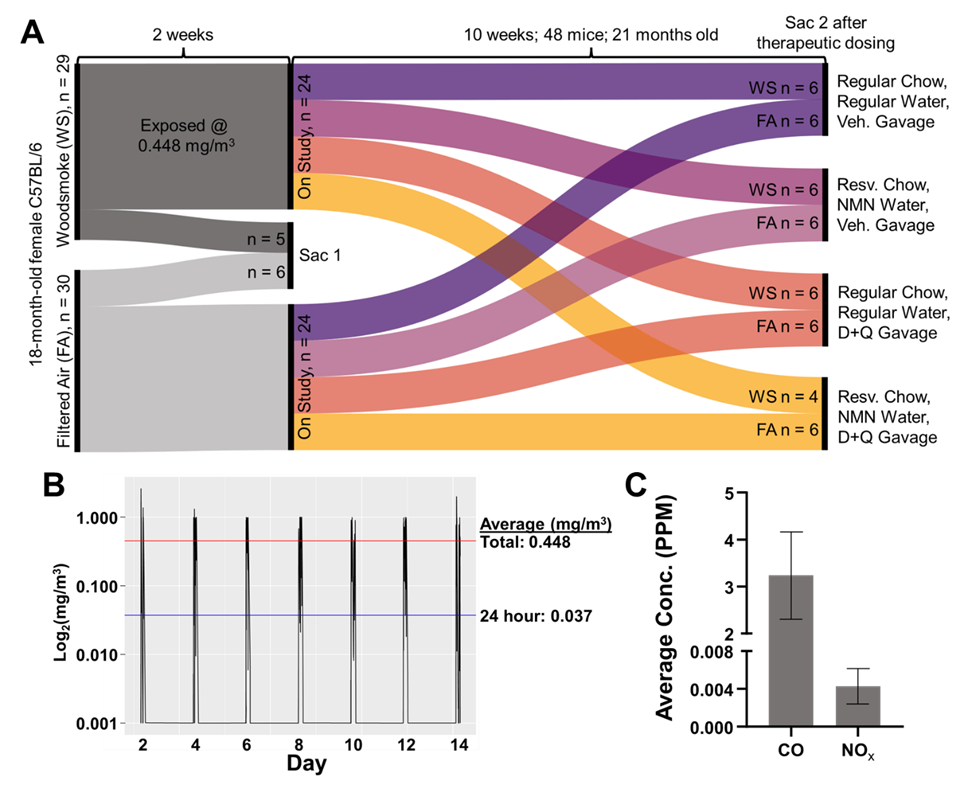 A
2 weeks
10 weeks; 48 mice; 21 months old
Sac 2 after
therapeutic dosing
18-month-old female C57BL/6
Woodsmoke (WS), n = 29
Filtered Air (FA), n = 30
Exposed @
0.448 mg/m³
n = 5
n = 6
Sac 1
On Study, n = 24
On Study, n = 24
WS n = 6
FA n = 6
Regular Chow,
Regular Water,
Veh. Gavage
WS n = 6
FA n = 6
Resv. Chow,
NMN Water,
Veh. Gavage
WS n = 6
FA n = 6
Regular Chow,
Regular Water,
D+Q Gavage
WS n = 4
FA n = 6
Resv. Chow,
NMN Water,
D+Q Gavage
B
Log₂(mg/m³)
1.000
0.100
0.010
0.001
2 4 6 8 10 12 14
Day
Average (mg/m³)
Total: 0.448
24 hour: 0.037
C
Average Conc. (PPM)
5
4
3
2
0.008
0.004
0.000
CO NOₓ